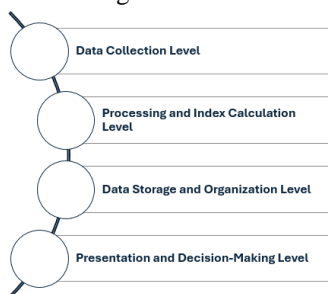 Data Collection Level
Processing and Index Calculation
Level
Data Storage and Organization Level
Presentation and Decision-Making Level